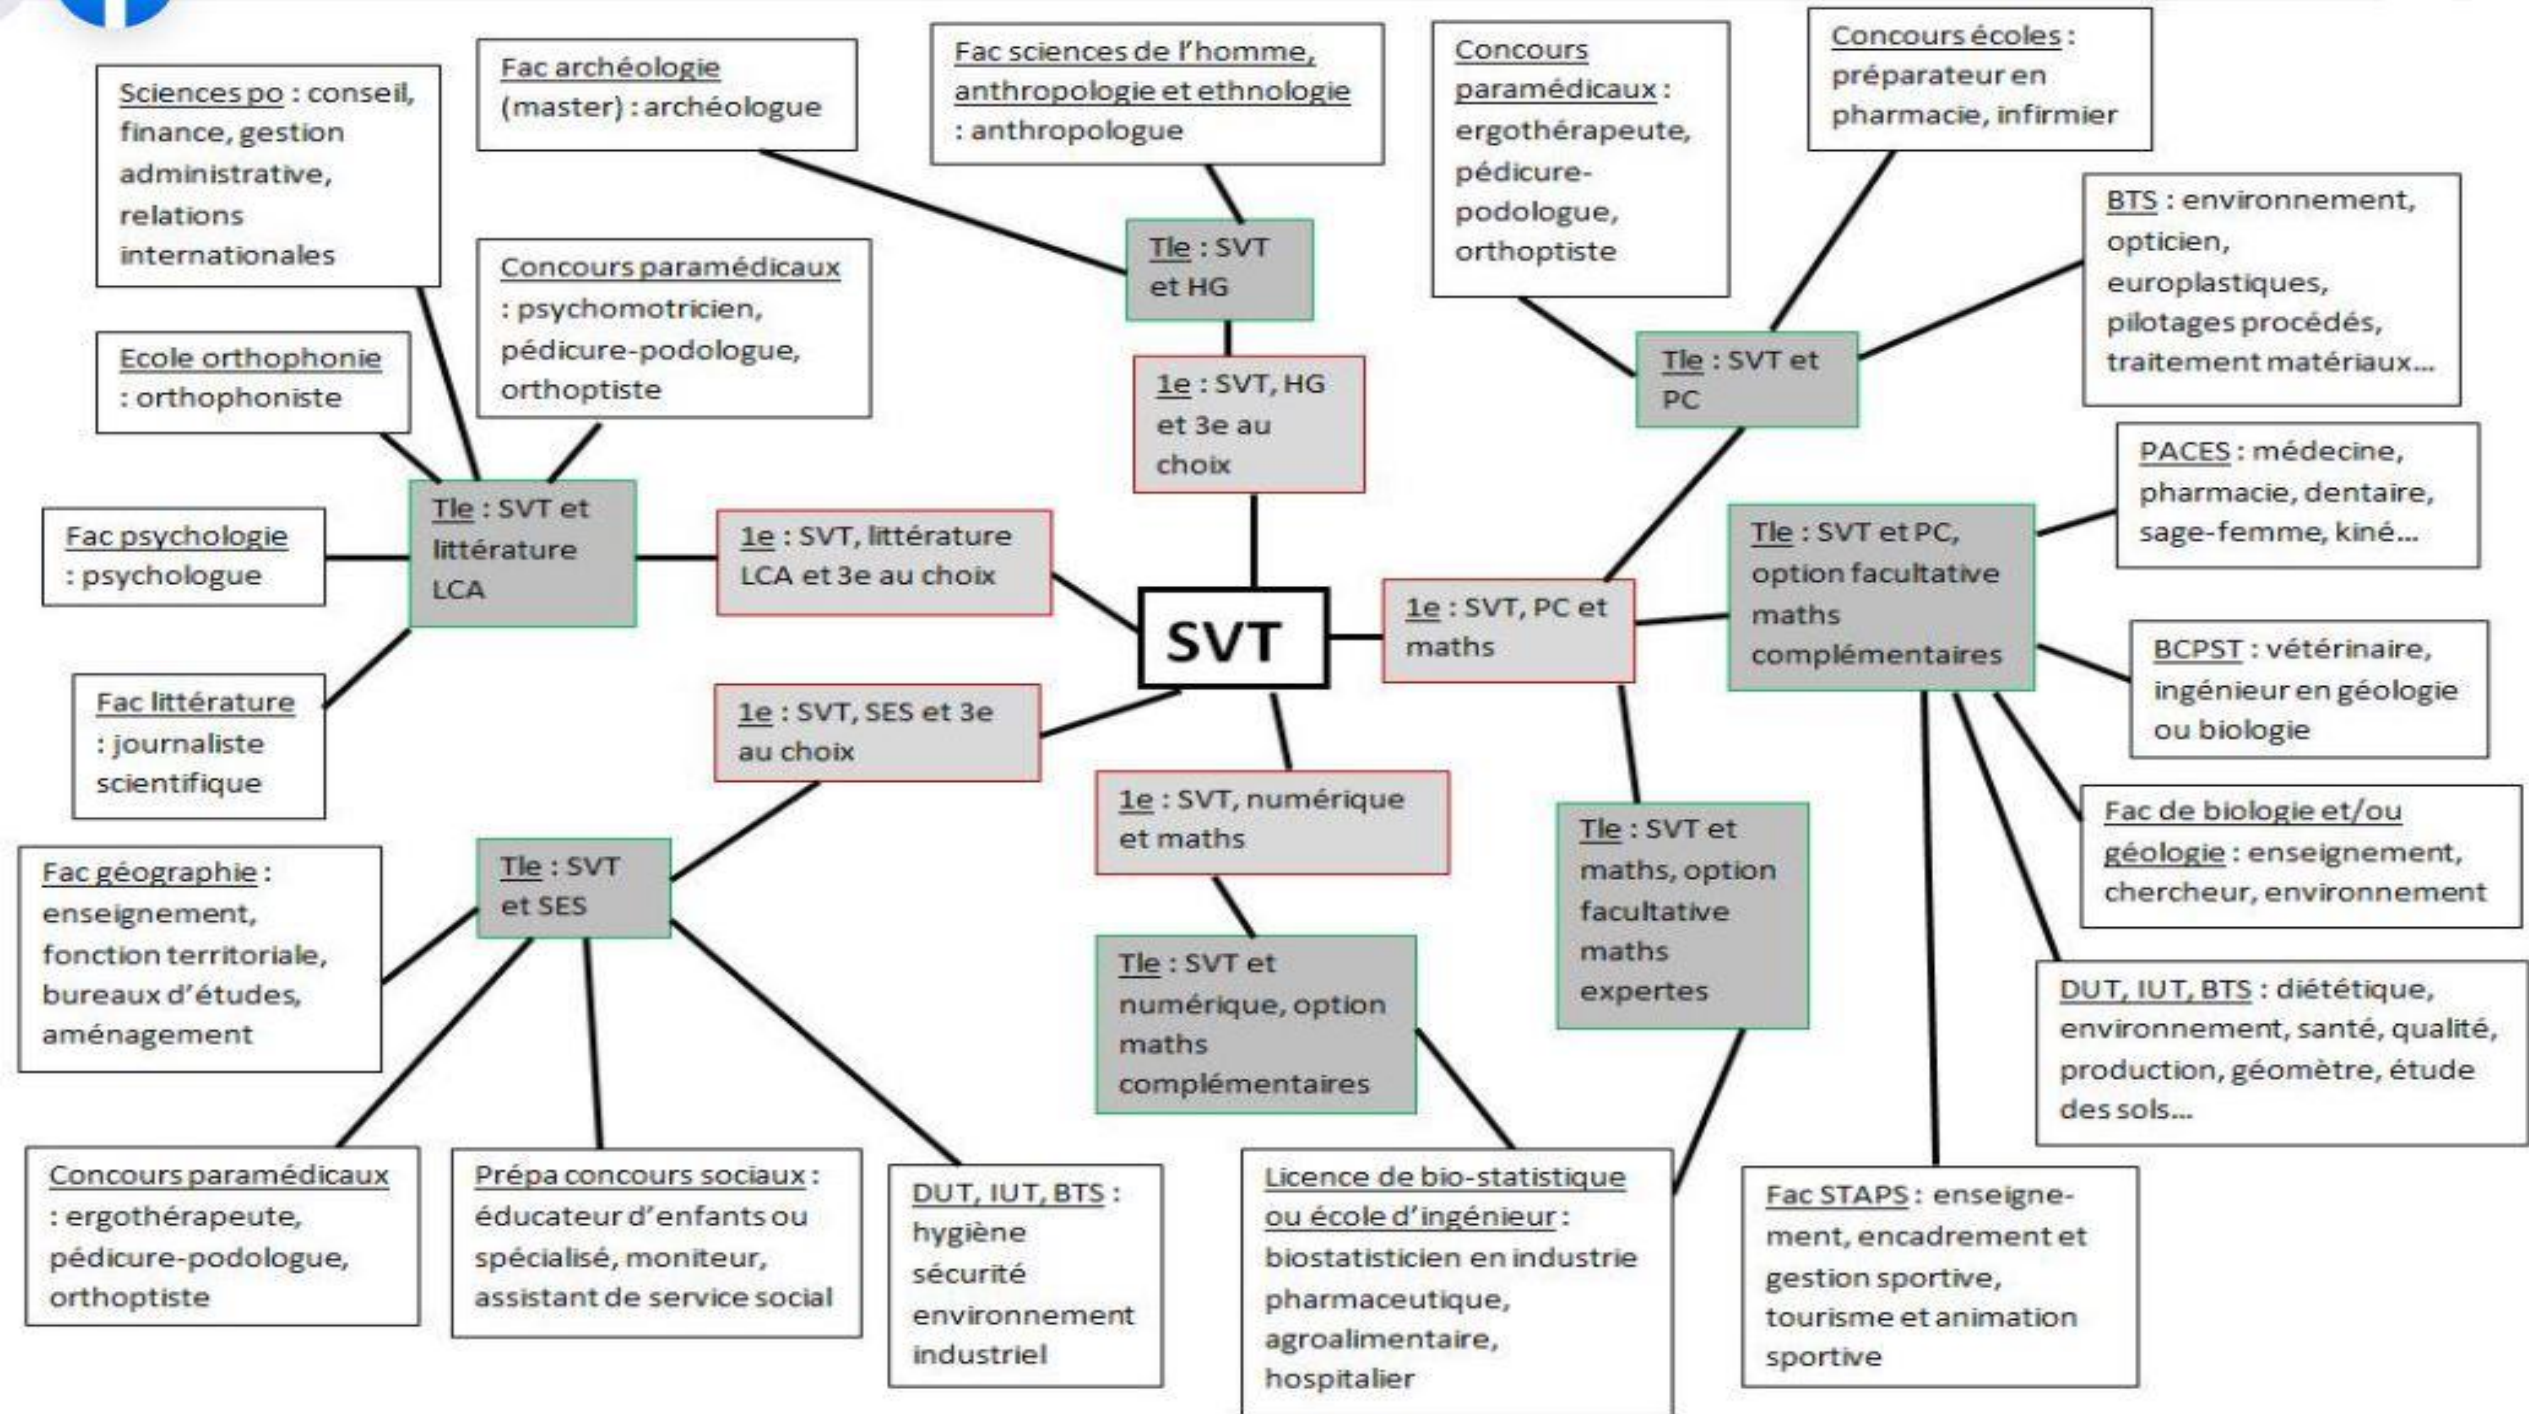 Sciences po : conseil,
finance, gestion
administrative,
relations
internationales
Fac archéologie
(master) : archéologue
Fac sciences de l'homme,
anthropologie et ethnologie
: anthropologue
Concours
paramédicaux :
ergothérapeute,
pédicure-
podologue,
orthoptiste
Concours écoles :
préparateur en
pharmacie, infirmier
BTS : environnement,
opticien,
europlastiques,
pilotages procédés,
traitement matériaux...
Ecole orthophonie
: orthophoniste
Concours paramédicaux
: psychomotricien,
pédicure-podologue,
orthoptiste
Tle : SVT
et HG
1e : SVT, HG
et 3e au
choix
Tle : SVT et
PC
PACES : médecine,
pharmacie, dentaire,
sage-femme, kiné...
Fac psychologie
: psychologue
Tle : SVT et
littérature
LCA
1e : SVT, littérature
LCA et 3e au choix
SVT
1e : SVT, PC et
maths
Tle : SVT et PC,
option facultative
maths
complémentaires
BCPST : vétérinaire,
ingénieur en géologie
ou biologie
Fac littérature
: journaliste
scientifique
1e : SVT, SES et 3e
au choix
1e : SVT, numérique
et maths
Tle : SVT et
maths, option
facultative
maths
expertes
Fac de biologie et/ou
géologie : enseignement,
chercheur, environnement
Fac géographie :
enseignement,
fonction territoriale,
bureaux d'études,
aménagement
Tle : SVT
et SES
Tle : SVT et
numérique, option
maths
complémentaires
DUT, IUT, BTS : diététique,
environnement, santé, qualité,
production, géomètre, étude
des sols...
Concours paramédicaux
: ergothérapeute,
pédicure-podologue,
orthoptiste
Prépa concours sociaux :
éducateur d'enfants ou
spécialisé, moniteur,
assistant de service social
DUT, IUT, BTS :
hygiène
sécurité
environnement
industriel
Licence de bio-statistique
ou école d'ingénieur :
biostatisticien en industrie
pharmaceutique,
agroalimentaire,
hospitalier
Fac STAPS : enseigne-
ment, encadrement et
gestion sportive,
tourisme et animation
sportive